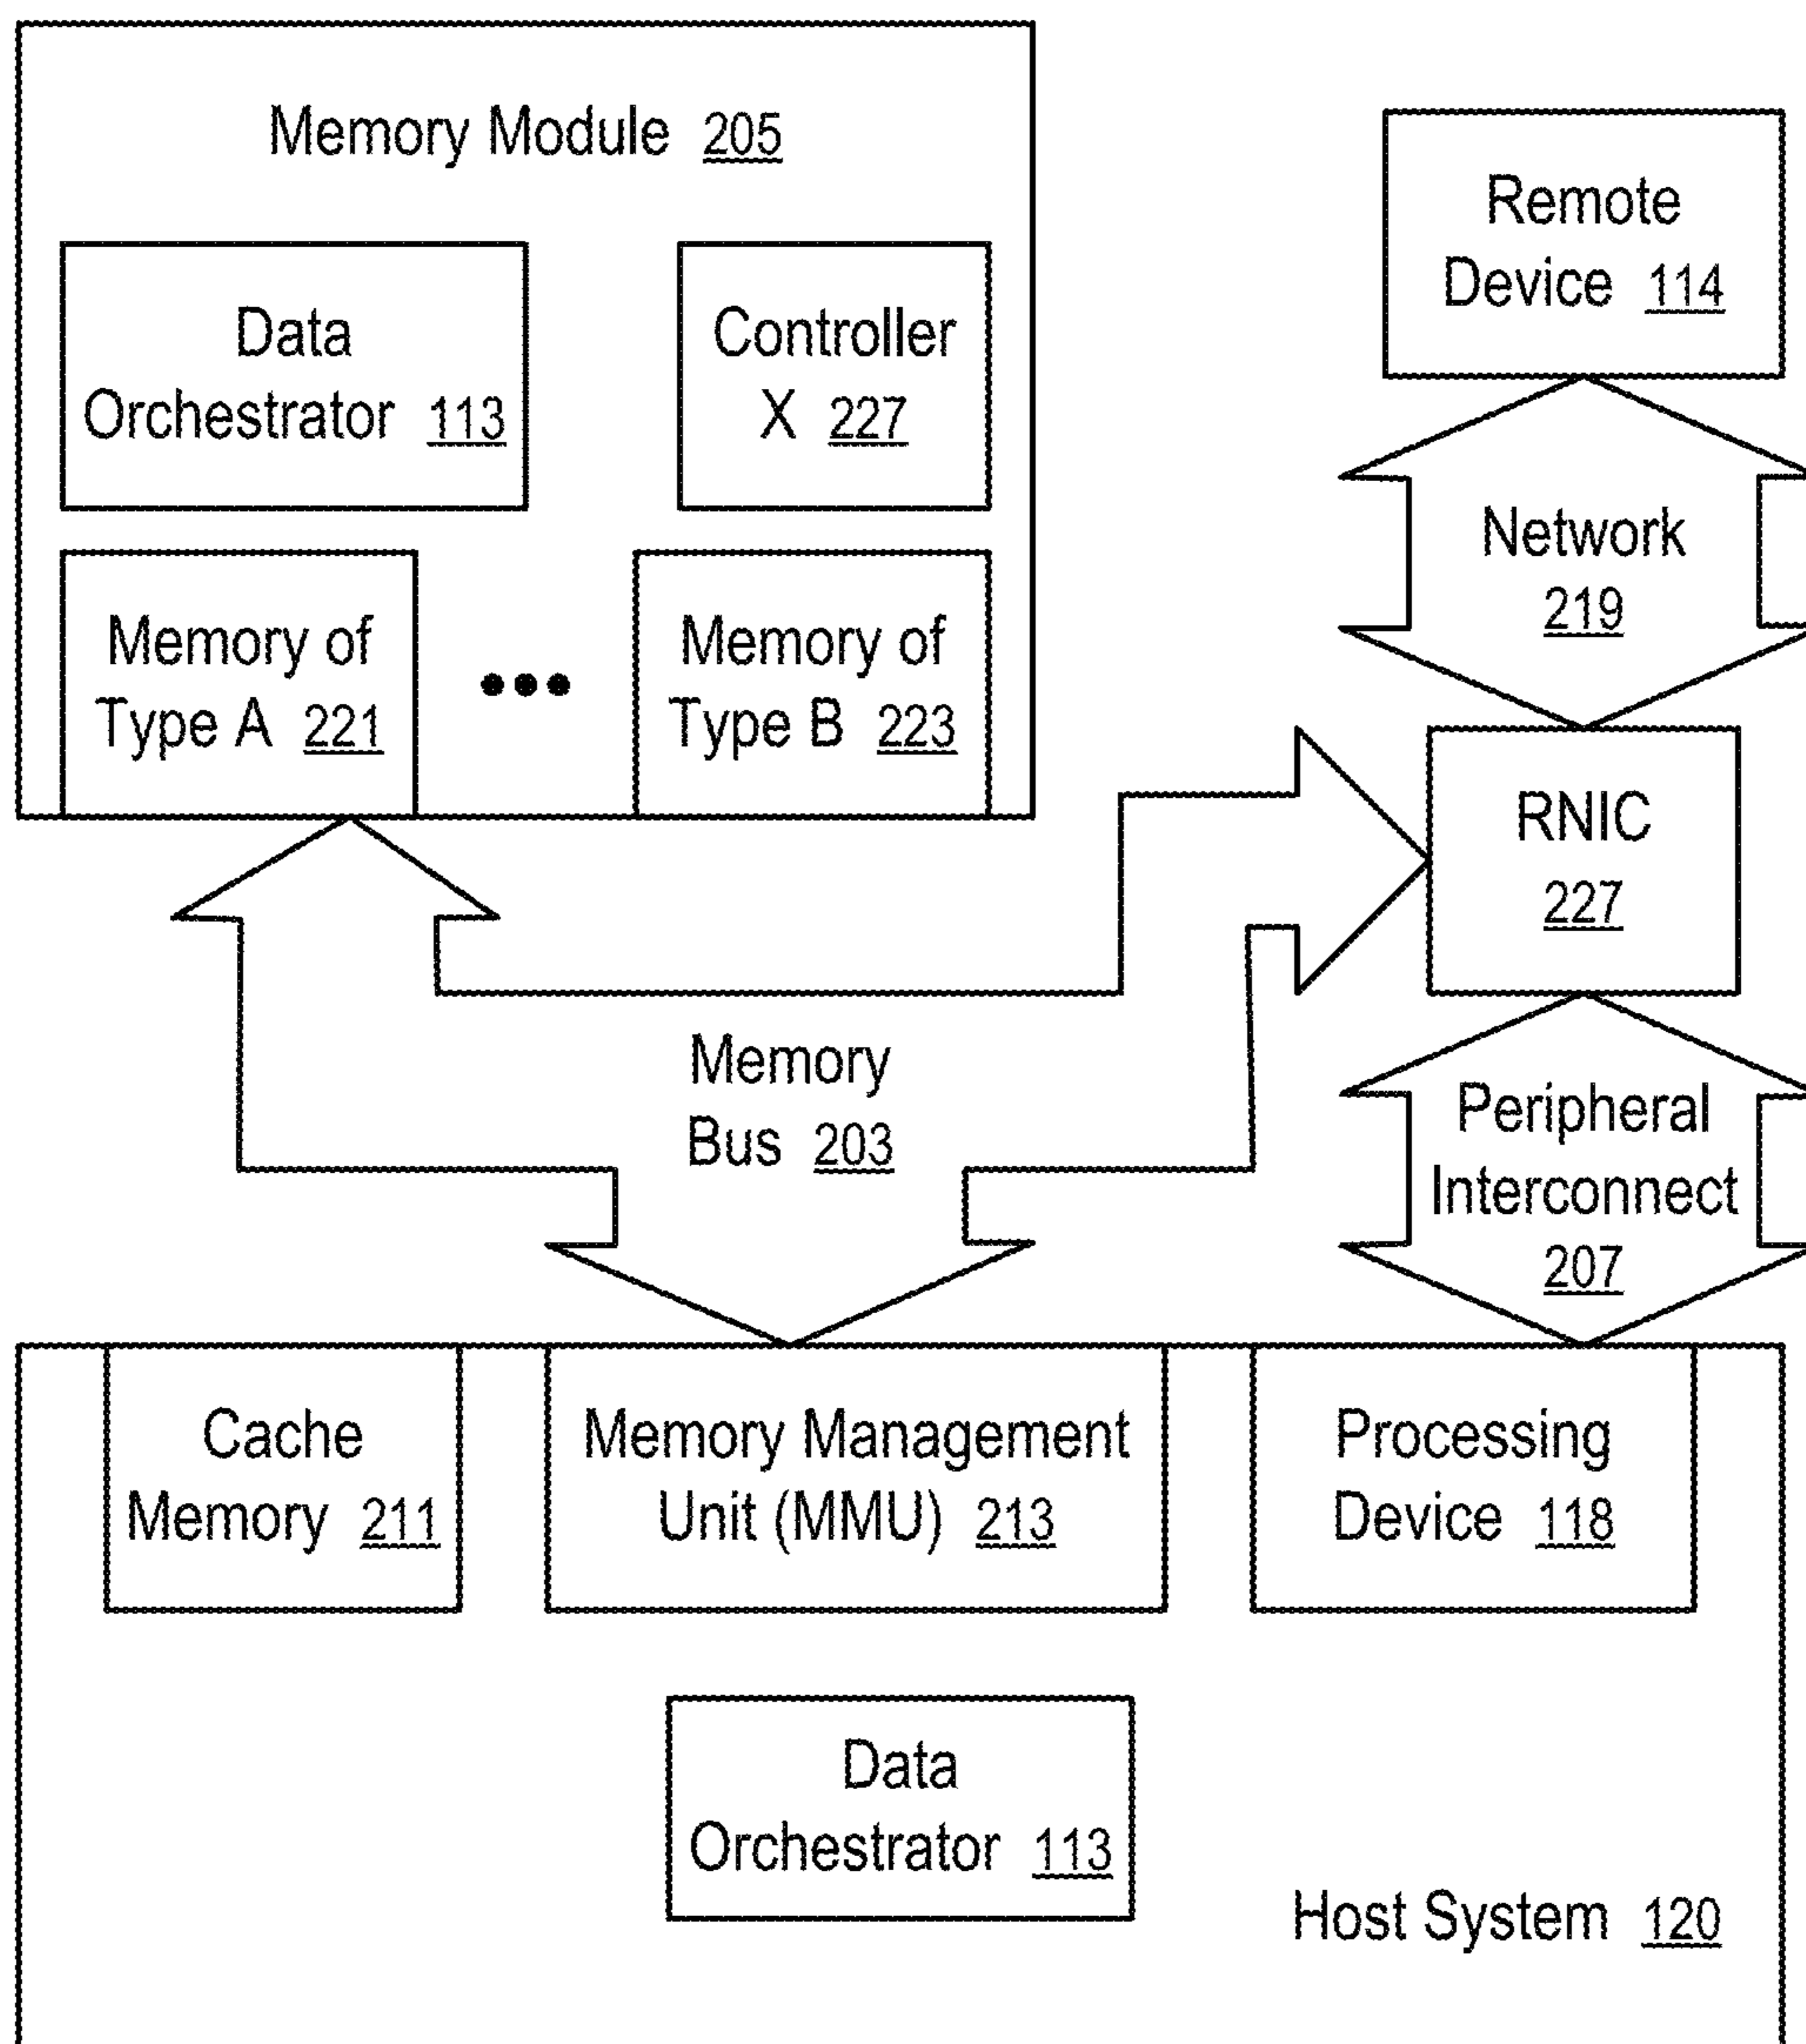 Memory Module 205
Data
Orchestrator 113
Controller
X 227
Memory of
Type A 221
Memory of
Type B 223
Remote
Device 114
Network
219
RNIC
227
Memory
Bus 203
Peripheral
Interconnect
207
Cache
Memory 211
Memory Management
Unit (MMU) 213
Processing
Device 118
Data
Orchestrator 113
Host System 120